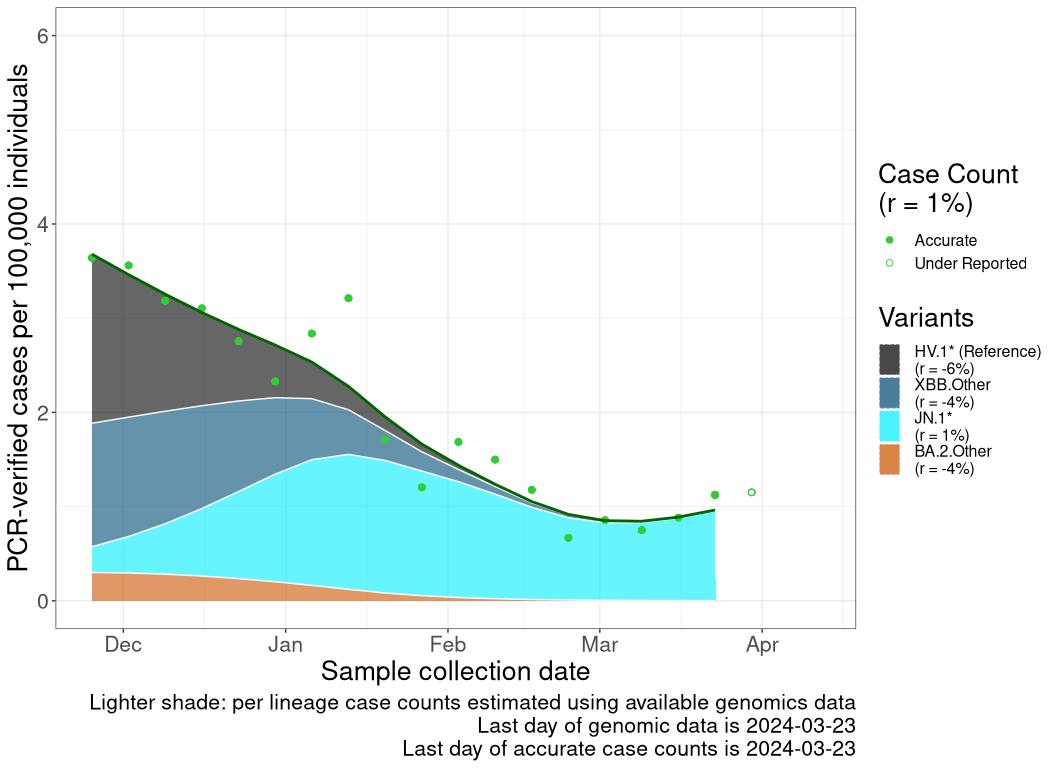 6
4
2
0
PCR-verified cases per 100,000 individuals
Dec Jan Feb Mar Apr
Sample collection date
Lighter shade: per lineage case counts estimated using available genomics data
Last day of genomic data is 2024-03-23
Last day of accurate case counts is 2024-03-23
Case Count
(r = 1%)
Accurate
Under Reported
Variants
HV.1* (Reference)
(r = -6%)
XBB.Other
(r = -4%)
JN.1*
(r = 1%)
BA.2.Other
(r = -4%)